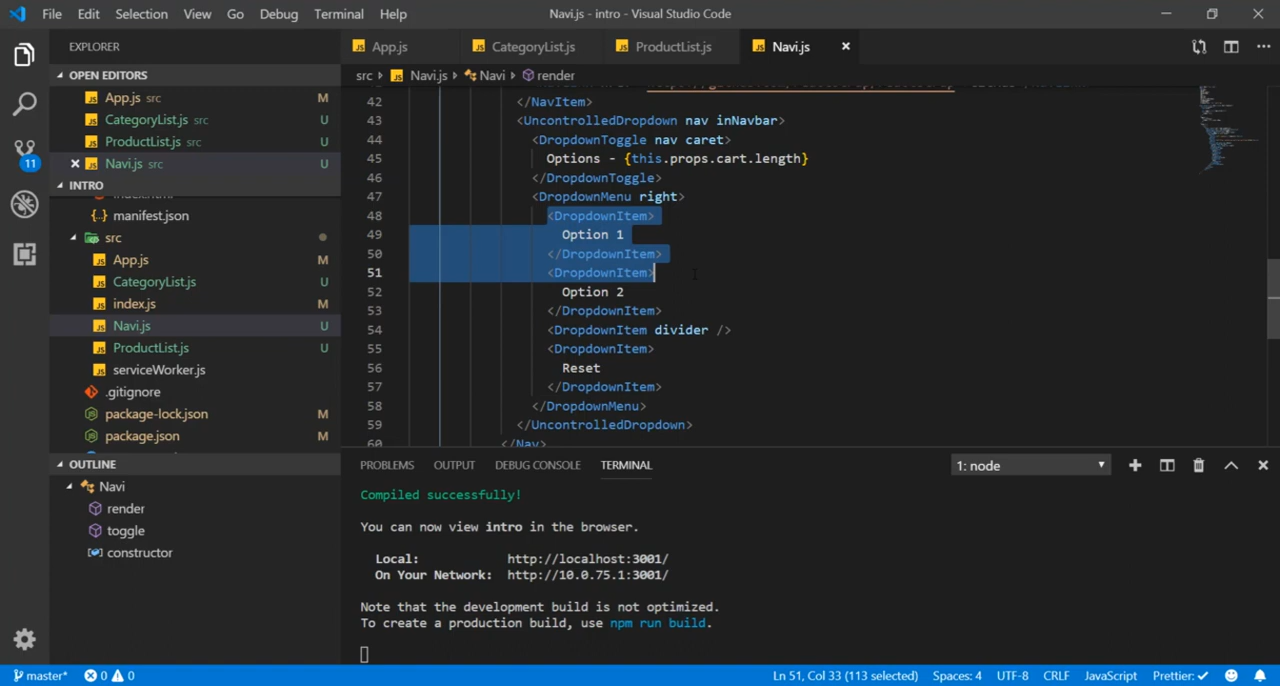 File Edit Selection View Go Debug Terminal Help Navi.js - intro - Visual Studio Code
EXPLORER
OPEN EDITORS
App.js src M
CategoryList.js src U
ProductList.js src U
Navi.js src U
INTRO
manifest.json
src
App.js M
CategoryList.js U
index.js M
Navi.js U
ProductList.js U
serviceWorker.js
.gitignore
package-lock.json M
package.json M
OUTLINE
Navi
render
toggle
constructor
11
App.js CategoryList.js ProductList.js Navi.js
src Navi.js Navi render
42 </NavItem>
43 <UncontrolledDropdown nav inNavbar>
44 <DropdownToggle nav caret>
45 Options - {this.props.cart.length}
46 </DropdownToggle>
47 <DropdownMenu right>
48 <DropdownItem>
49 Option 1
50 </DropdownItem>
51 <DropdownItem>
52 Option 2
53 </DropdownItem>
54 <DropdownItem divider />
55 <DropdownItem>
56 Reset
57 </DropdownItem>
58 </DropdownMenu>
59 </UncontrolledDropdown>
60 </Nav>
PROBLEMS OUTPUT DEBUG CONSOLE TERMINAL 1: node
Compiled successfully!
You can now view intro in the browser.
Local: http://localhost:3001/
On Your Network: http://10.0.75.1:3001/
Note that the development build is not optimized.
To create a production build, use npm run build.
master* 0 0 Ln 51, Col 33 (113 selected) Spaces: 4 UTF-8 CRLF JavaScript Prettier: ✓